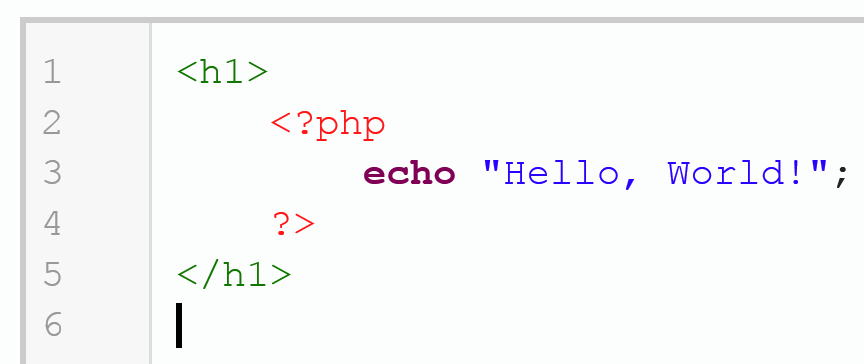 1 <h1>
2 <?php
3 echo "Hello, World!";
4 ?>
5 </h1>
6